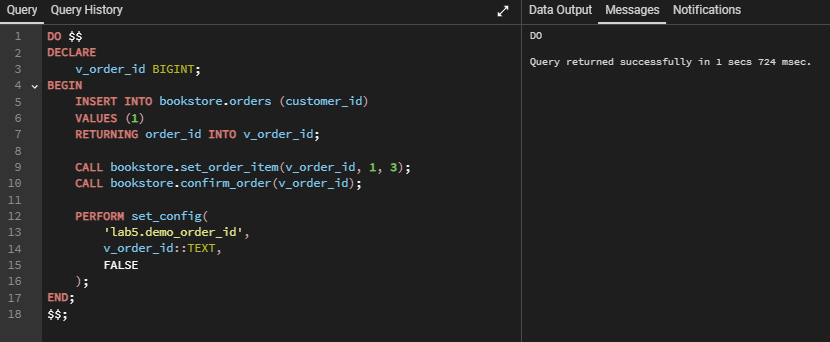 Query Query History
Data Output Messages Notifications
1 DO $$
2 DECLARE
3     v_order_id BIGINT;
4 BEGIN
5     INSERT INTO bookstore.orders (customer_id)
6     VALUES (1)
7     RETURNING order_id INTO v_order_id;
8
9     CALL bookstore.set_order_item(v_order_id, 1, 3);
10     CALL bookstore.confirm_order(v_order_id);
11
12     PERFORM set_config(
13         'lab5.demo_order_id',
14         v_order_id::TEXT,
15         FALSE
16     );
17 END;
18 $$;
DO
Query returned successfully in 1 secs 724 msec.